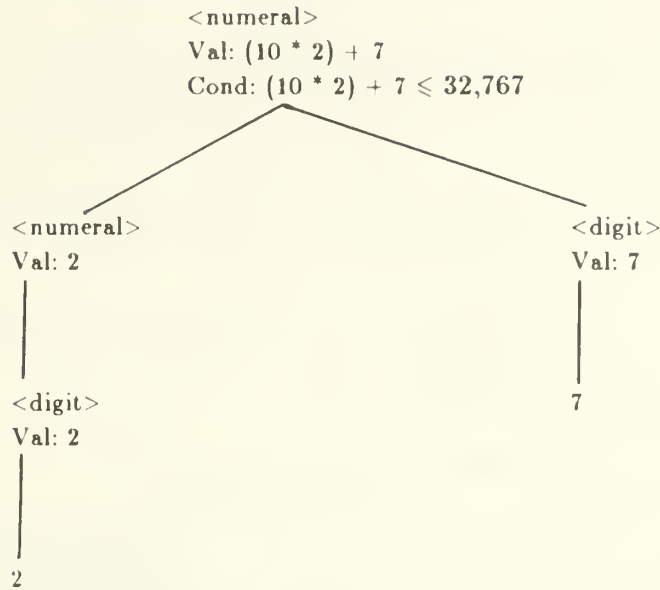 <numeral>
Val: (10 * 2) + 7
Cond: (10 * 2) + 7 ⩽ 32,767
<numeral>
<digit>
Val: 2
Val: 7
<digit>
7
Val: 2
2